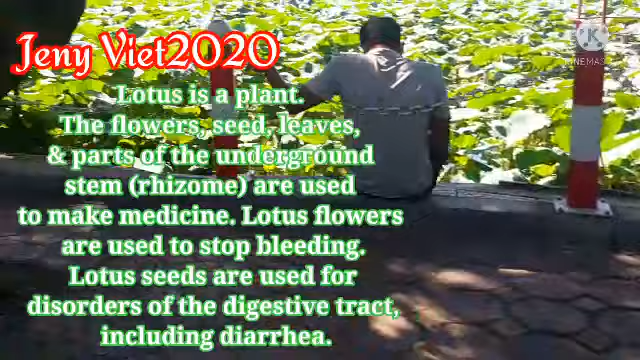 Jeny Viet2020
K
KINEMAS
Lotus is a plant.
The flowers, seed, leaves,
& parts of the underground
stem (rhizome) are used
to make medicine. Lotus flowers
are used to stop bleeding.
Lotus seeds are used for
disorders of the digestive tract,
including diarrhea.